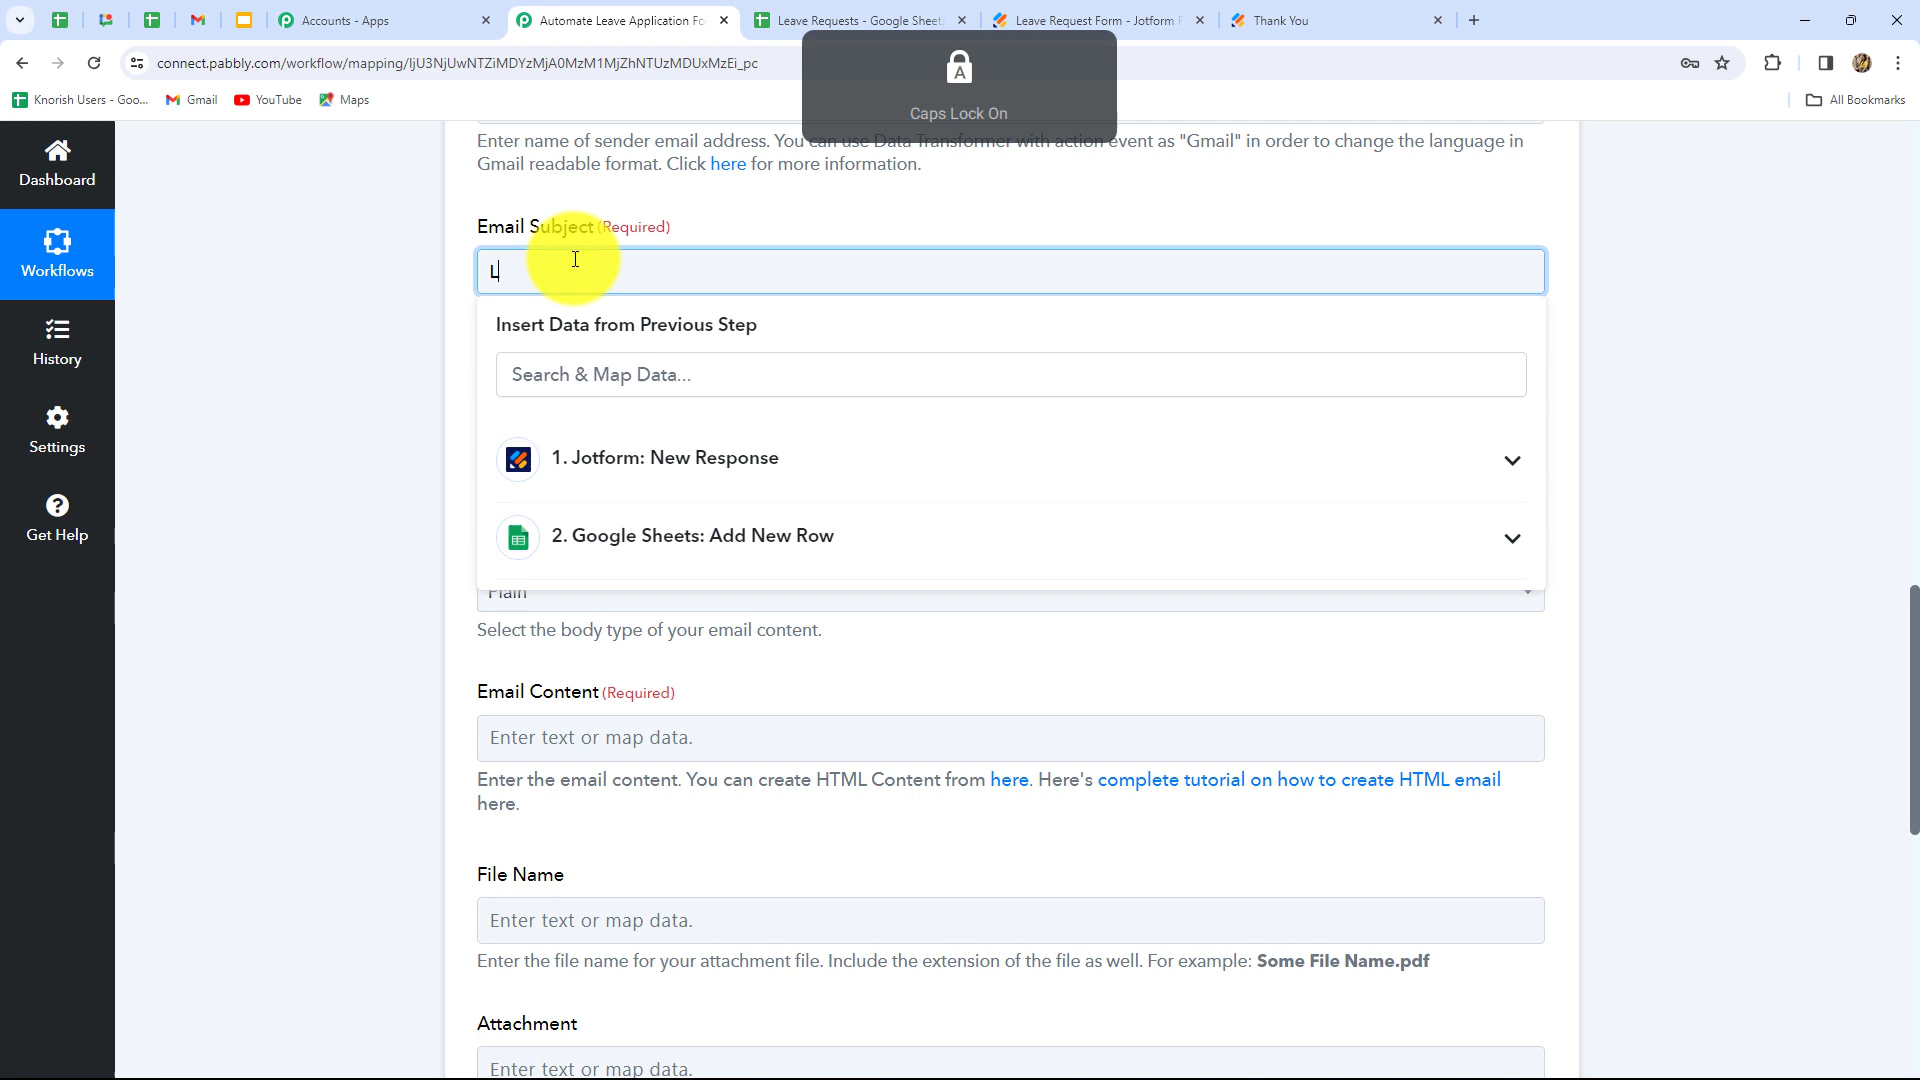 Accounts - Apps
Automate Leave Application Fo
Leave Requests - Google Sheet
Leave Request Form - Jotform F
Thank You
connect.pabbly.com/workflow/mapping/IjU3NjUwNTZiMDYzMjA0MzM1MjZhNTUzMDUxMzEi_pc
Knorish Users - Goo...
Gmail
YouTube
Maps
All Bookmarks
A
Caps Lock On
Dashboard
Workflows
History
Settings
Get Help
Enter name of sender email address. You can use Data Transformer with action event as "Gmail" in order to change the language in
Gmail readable format. Click here for more information.
Email Subject (Required)
L
Insert Data from Previous Step
Search & Map Data...
1. Jotform: New Response
2. Google Sheets: Add New Row
Plain
Select the body type of your email content.
Email Content (Required)
Enter text or map data.
Enter the email content. You can create HTML Content from here. Here's complete tutorial on how to create HTML email
here.
File Name
Enter text or map data.
Enter the file name for your attachment file. Include the extension of the file as well. For example: Some File Name.pdf
Attachment
Enter text or map data.